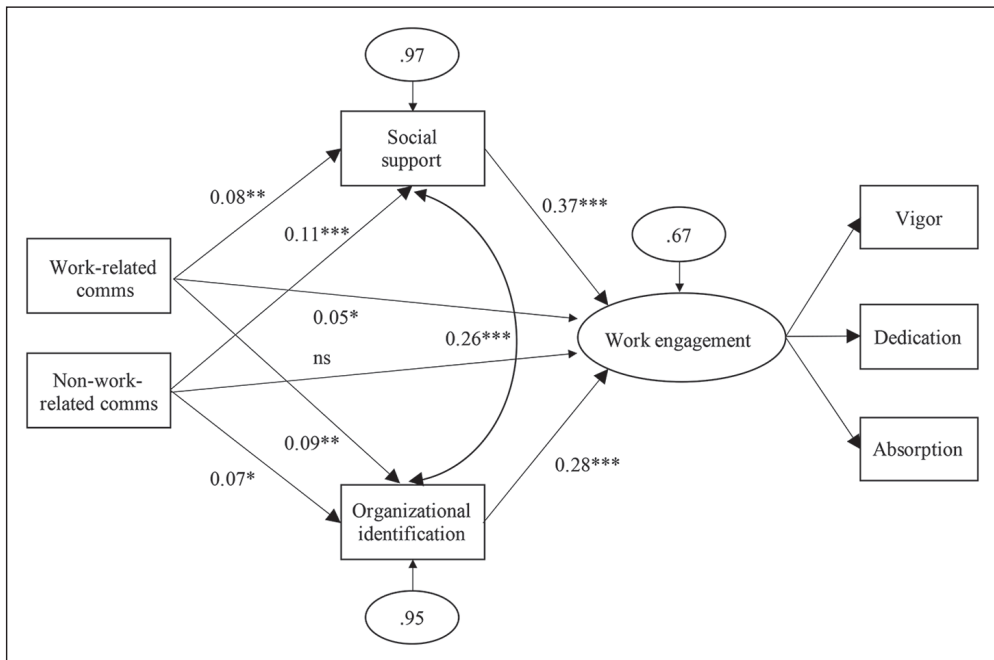 .97
Social
support
0.08**
0.11***
0.37***
.67
Vigor
Work-related
comms
0.05*
0.26***
Work engagement
Dedication
ns
Non-work-
related comms
0.09**
0.07*
0.28***
Absorption
Organizational
identification
.95